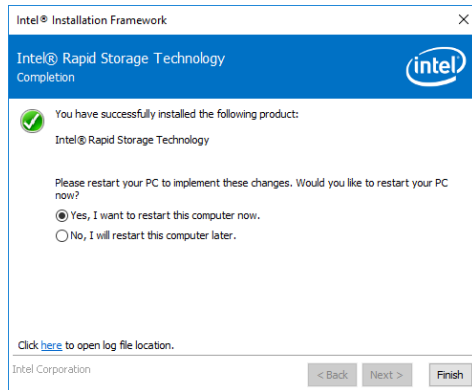 Intel® Installation Framework
Intel® Rapid Storage Technology
Completion
intel
You have successfully installed the following product:
Intel® Rapid Storage Technology
Please restart your PC to implement these changes. Would you like to restart your PC
now?
Yes, I want to restart this computer now.
No, I will restart this computer later.
Click here to open log file location.
Intel Corporation
< Back
Next >
Finish